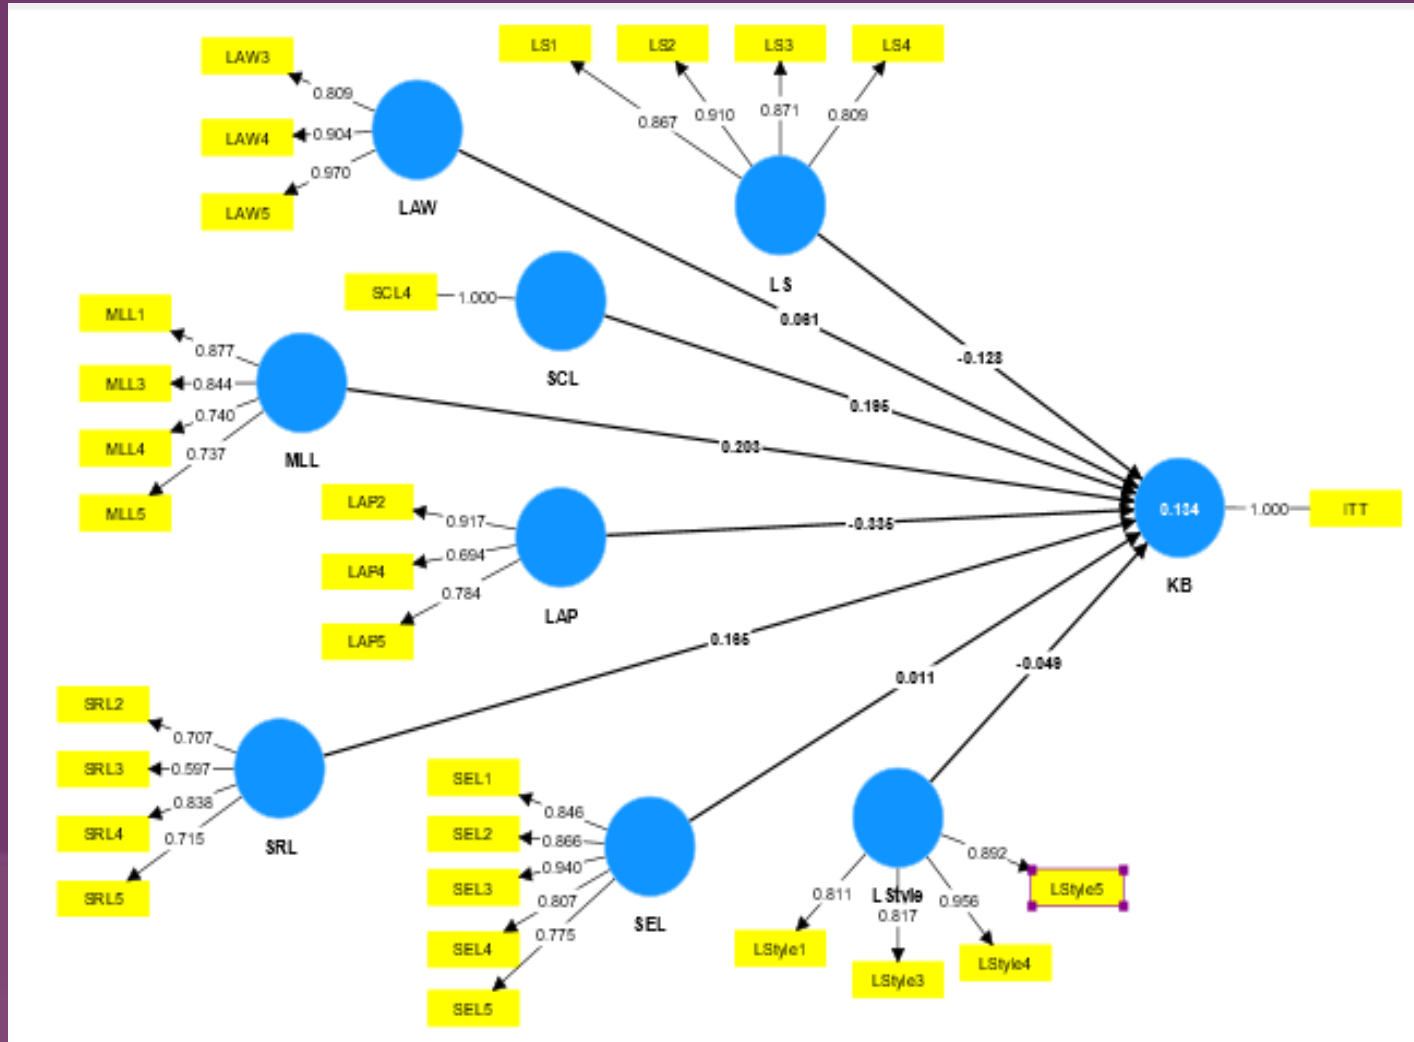 LAW3
0.809
LAW4
0.904
0.970
LAW5
LAW
LS1
LS2
LS3
LS4
0.867
0.910
0.871
0.809
LS
SCL4
1.000
SCL
0.061
-0.128
0.195
MLL1
0.877
MLL3
0.844
0.740
MLL4
0.737
MLL5
MLL
0.203
LAP2
0.917
LAP4
0.694
0.784
LAP5
LAP
-0.335
0.134
KB
1.000
ITT
0.165
0.011
-0.049
SRL2
0.707
SRL3
0.597
0.838
SRL4
0.715
SRL5
SRL
SEL1
0.846
SEL2
0.866
0.940
SEL3
0.807
SEL4
0.775
SEL5
SEL
LStyle
0.811
0.817
0.956
0.892
LStyle1
LStyle3
LStyle4
LStyle5